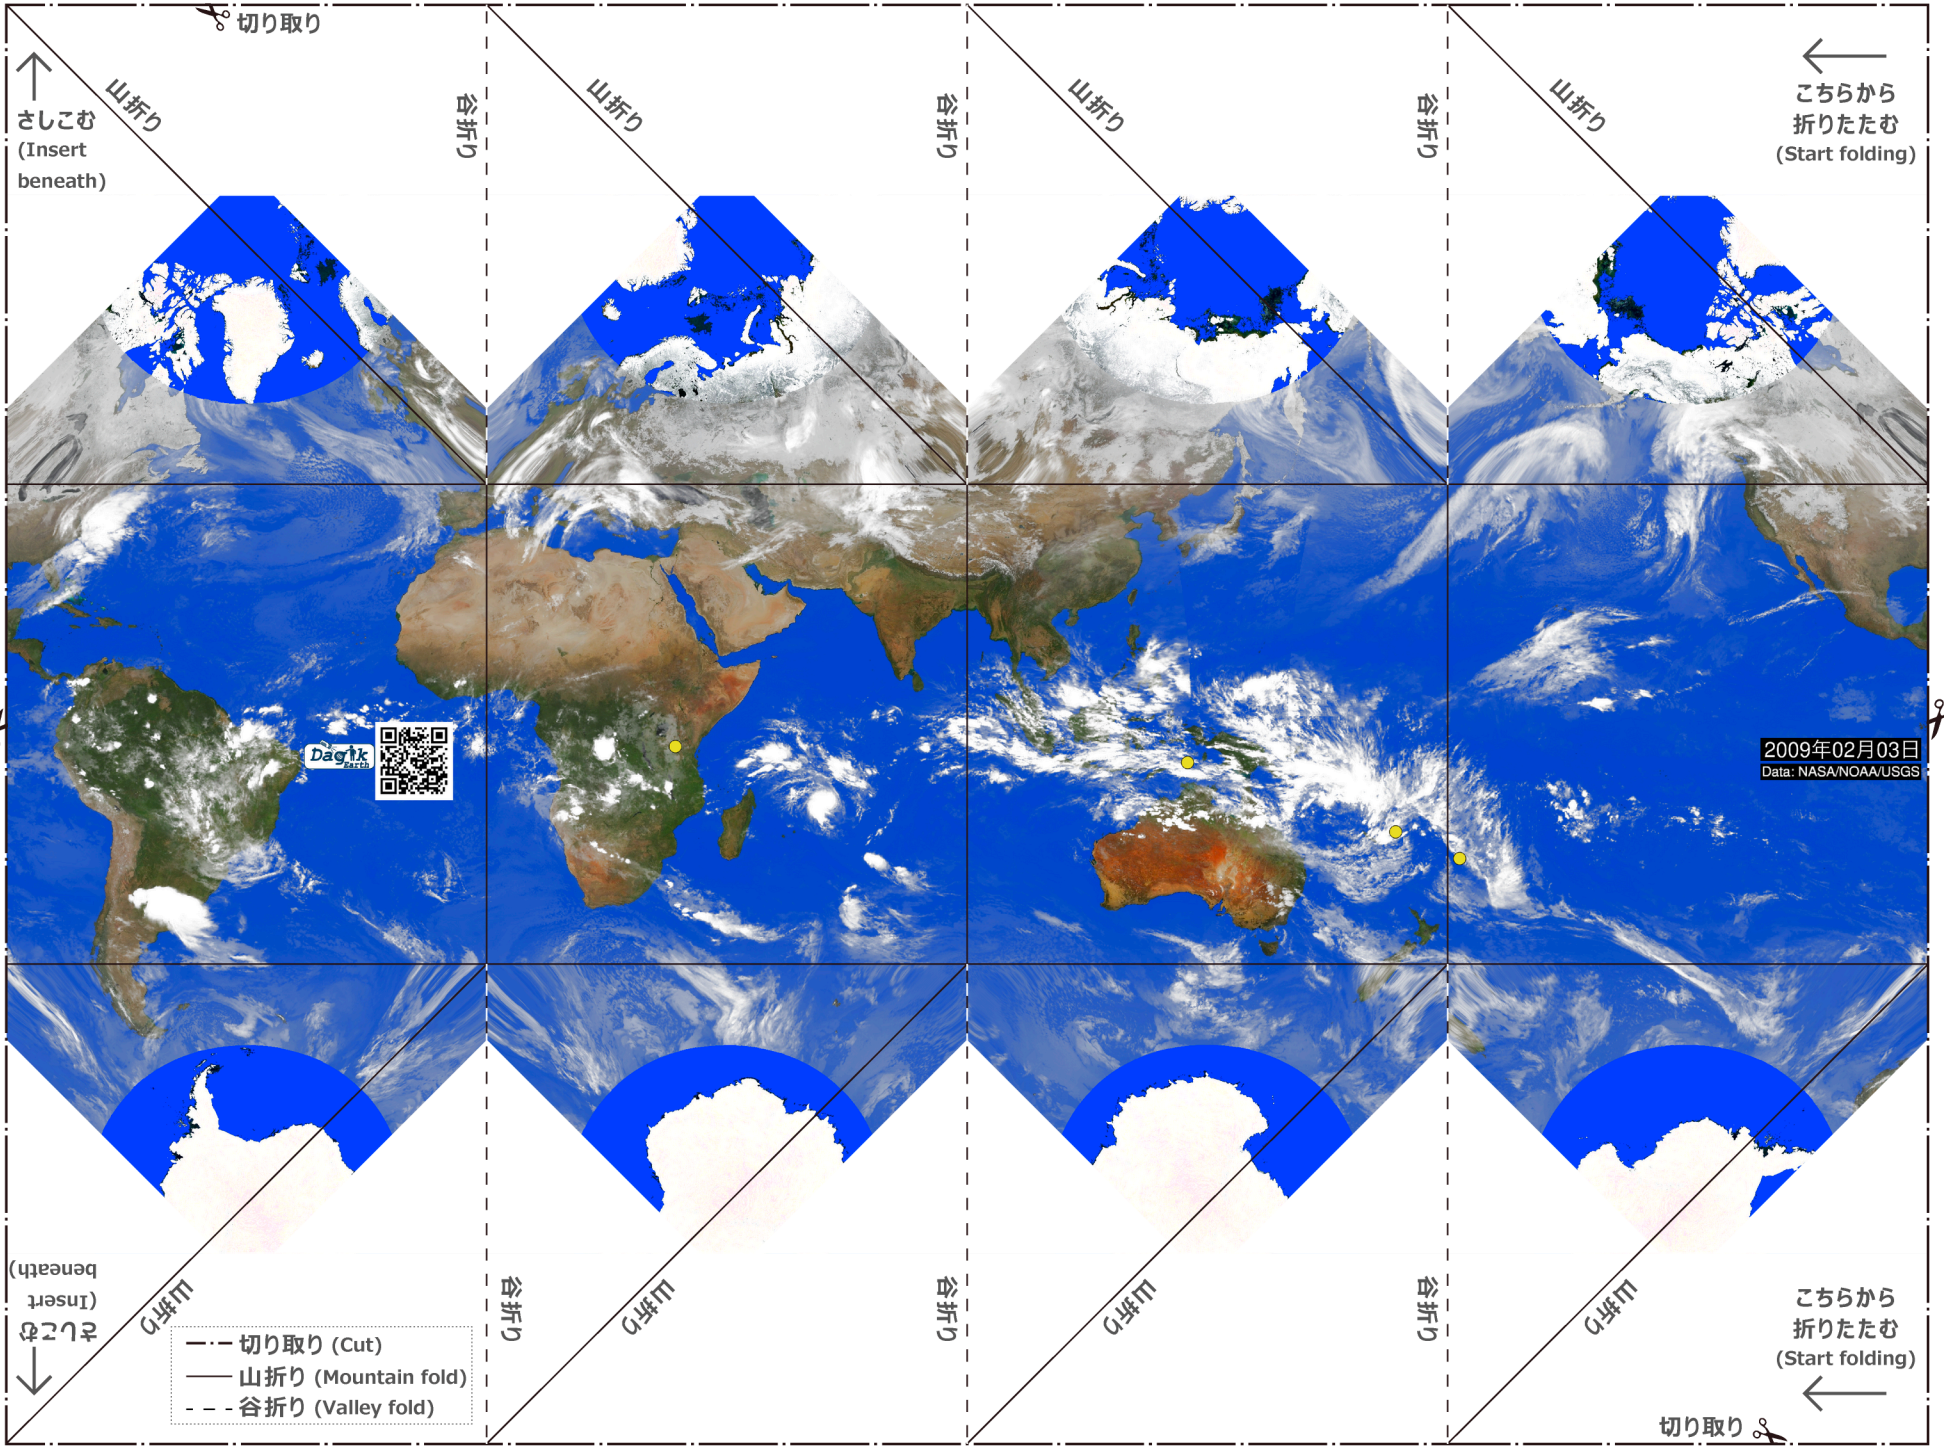 切り取り
山折り
谷折り
山折り
谷折り
山折り
谷折り
山折り
さしこむ
(Insert
beneath)
こちらから
折りたたむ
(Start folding)
Dagik
Earth
2009年02月03日
Data: NASA/NOAA/USGS
さしこむ
(Insert
beneath)
山折り
谷折り
山折り
谷折り
山折り
谷折り
山折り
こちらから
折りたたむ
(Start folding)
切り取り (Cut)
山折り (Mountain fold)
谷折り (Valley fold)
切り取り